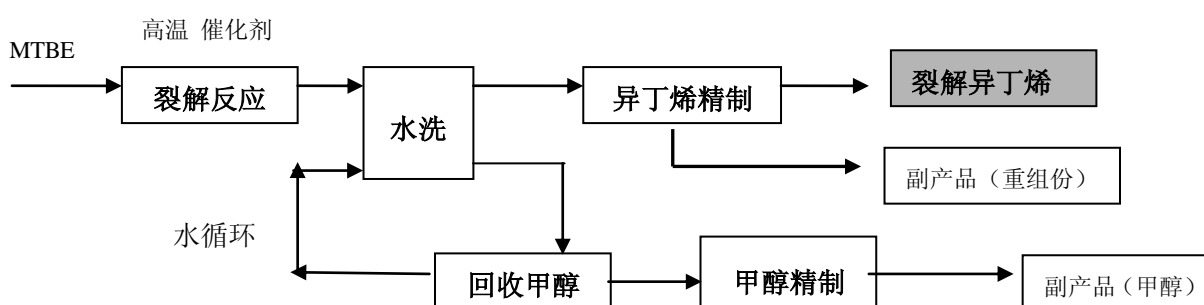 高温 催化剂
MTBE
裂解反应
水洗
异丁烯精制
裂解异丁烯
副产品（重组份）
水循环
回收甲醇
甲醇精制
副产品（甲醇）